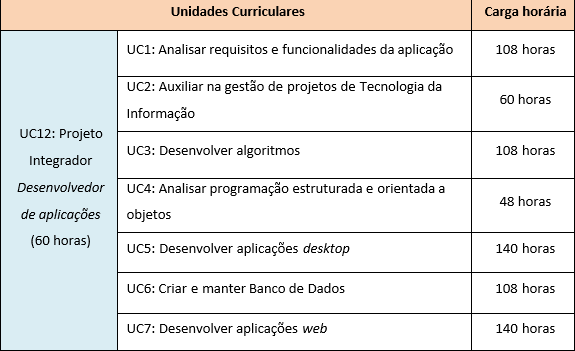 Unidades Curriculares
Carga horária
UC12: Projeto
Integrador
Desenvolvedor
de aplicações
(60 horas)
UC1: Analisar requisitos e funcionalidades da aplicação
108 horas
UC2: Auxiliar na gestão de projetos de Tecnologia da
Informação
60 horas
UC3: Desenvolver algoritmos
108 horas
UC4: Analisar programação estruturada e orientada a
objetos
48 horas
UC5: Desenvolver aplicações desktop
140 horas
UC6: Criar e manter Banco de Dados
108 horas
UC7: Desenvolver aplicações web
140 horas